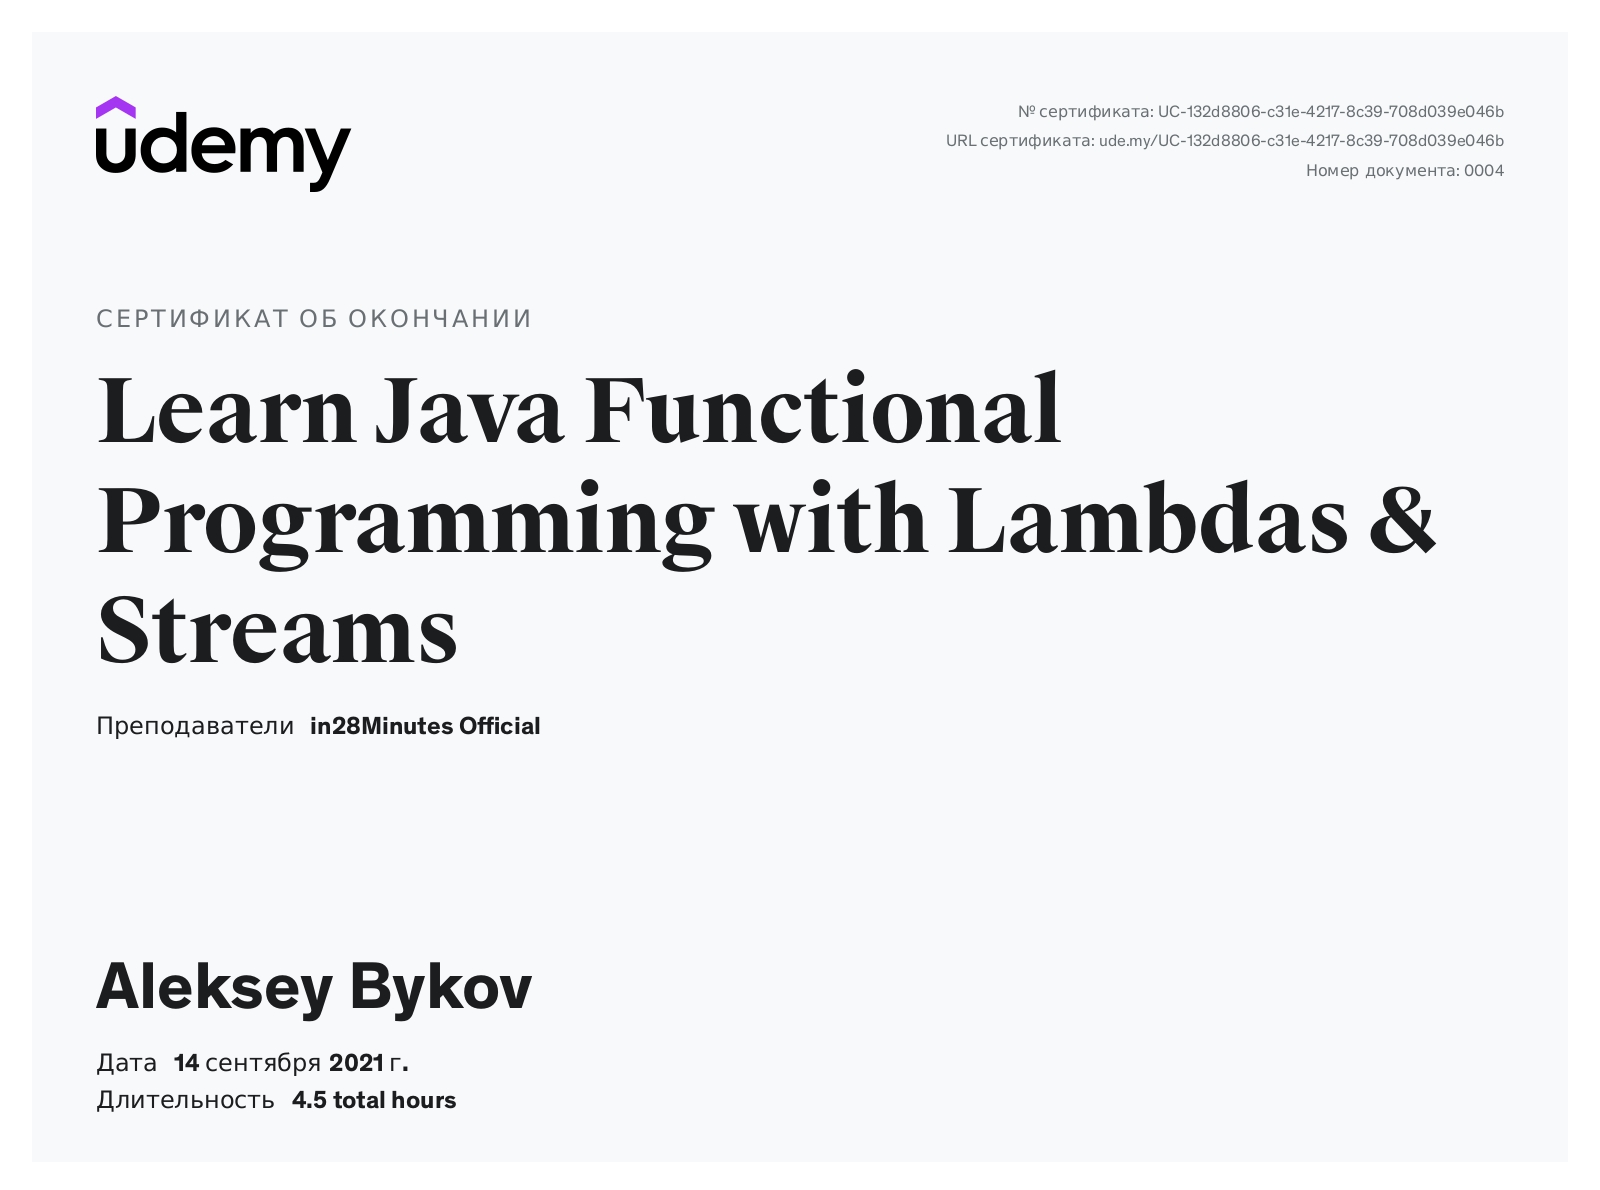 udemy
№ сертификата: UC-132d8806-c31e-4217-8c39-708d039e046b
URL сертификата: ude.my/UC-132d8806-c31e-4217-8c39-708d039e046b
Номер документа: 0004
СЕРТИФИКАТ ОБ ОКОНЧАНИИ
Learn Java Functional
Programming with Lambdas &
Streams
Преподаватели in28Minutes Official
Aleksey Bykov
Дата 14 сентября 2021 г.
Длительность 4.5 total hours